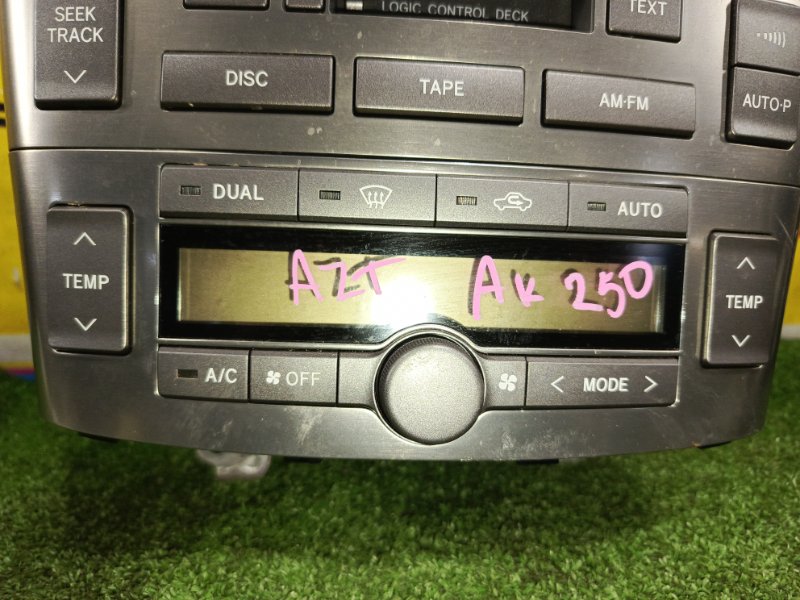 LOGIC CONTROL DECK
TEXT
SEEK
TRACK
DISC
TAPE
AM·FM
AUTO·P
DUAL
AUTO
TEMP
AZT AK 250
TEMP
A/C
OFF
< MODE >